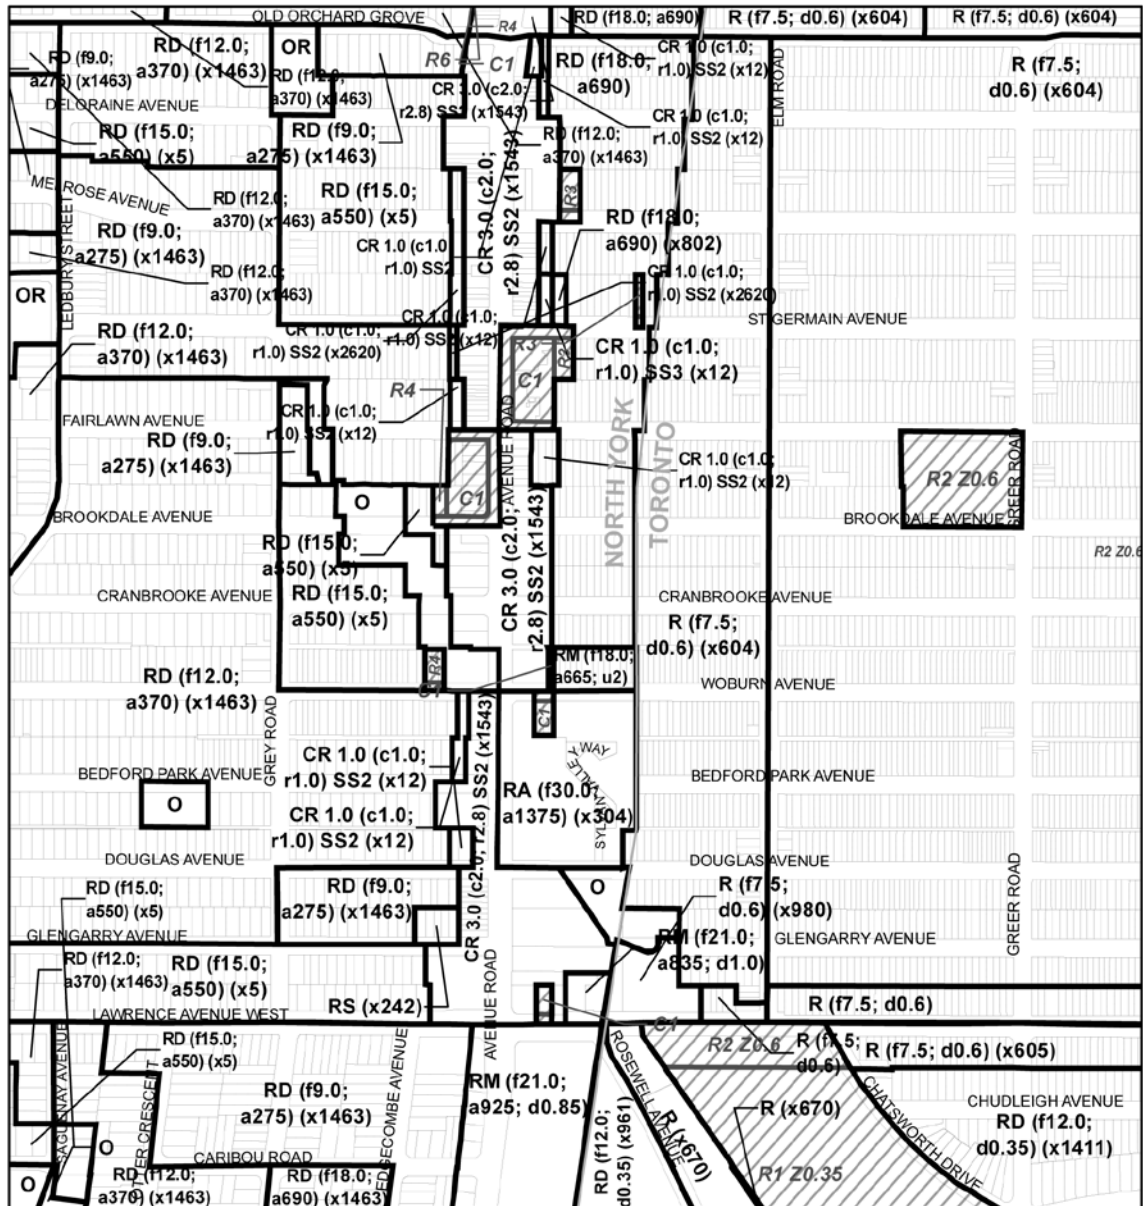 OLD ORCHARD GROVE
R4
RD (f18.0; a690)
R (f7.5; d0.6) (x604)
R (f7.5; d0.6) (x604)
RD (f9.0;
a275) (x1463)
RD (f12.0;
a370) (x1463)
OR
RD (f12.0;
a370) (x1463)
R6
C1
CR 3.0 (c2.0;
r2.8) SS2 (x1543)
RD (f18.0;
a690)
CR 1.0 (c1.0;
r1.0) SS2 (x12)
ELM ROAD
R (f7.5;
d0.6) (x604)
DELORAINE AVENUE
RD (f15.0;
a550) (x5)
RD (f9.0;
a275) (x1463)
RD (f12.0;
a370) (x1463)
CR 1.0 (c1.0;
r1.0) SS2 (x12)
MELROSE AVENUE
RD (f12.0;
a370) (x1463)
RD (f15.0;
a550) (x5)
CR 3.0 (c2.0;
r2.8) SS2 (x1543)
R3
RD (f9.0;
a275) (x1463)
LEDBURY STREET
RD (f12.0;
a370) (x1463)
CR 1.0 (c1.0;
r1.0) SS2
RD (f18.0;
a690) (x802)
CR 1.0 (c1.0;
r1.0) SS2 (x2620)
OR
RD (f12.0;
a370) (x1463)
CR 1.0 (c1.0;
r1.0) SS2 (x2620)
CR 1.0 (c1.0;
r1.0) SS2 (x12)
R3
R2
C1
CR 1.0 (c1.0;
r1.0) SS3 (x12)
ST GERMAIN AVENUE
R4
FAIRLAWN AVENUE
RD (f9.0;
a275) (x1463)
CR 1.0 (c1.0;
r1.0) SS2 (x12)
AVENUE ROAD
NORTH YORK
TORONTO
CR 1.0 (c1.0;
r1.0) SS2 (x12)
R2 Z0.6
GREER ROAD
C1
O
BROOKDALE AVENUE
BROOKDALE AVENUE
R2 Z0.6
RD (f15.0;
a550) (x5)
CR 3.0 (c2.0;
r2.8) SS2 (x1543)
CRANBROOKE AVENUE
RD (f15.0;
a550) (x5)
CRANBROOKE AVENUE
R (f7.5;
d0.6) (x604)
R4
C1
RM (f18.0;
a665; u2)
WOBURN AVENUE
RD (f12.0;
a370) (x1463)
GREY ROAD
C1
CR 3.0 (c2.0; r2.8) SS2 (x1543)
CR 1.0 (c1.0;
r1.0) SS2 (x12)
SYLVAN VALLEY WAY
BEDFORD PARK AVENUE
BEDFORD PARK AVENUE
O
CR 1.0 (c1.0;
r1.0) SS2 (x12)
RA (f30.0;
a1375) (x304)
DOUGLAS AVENUE
DOUGLAS AVENUE
RD (f15.0;
a550) (x5)
RD (f9.0;
a275) (x1463)
O
R (f7.5;
d0.6) (x980)
GREER ROAD
GLENGARRY AVENUE
RM (f21.0;
a835; d1.0)
GLENGARRY AVENUE
RD (f12.0;
a370) (x1463)
RD (f15.0;
a550) (x5)
RS (x242)
AVENUE ROAD
R (f7.5; d0.6)
LAWRENCE AVENUE WEST
C1
SAGUENAY AVENUE
RD (f15.0;
a550) (x5)
R2 Z0.6
R (f7.5;
d0.6)
R (f7.5; d0.6) (x605)
RD (f9.0;
a275) (x1463)
EDGECOMBE AVENUE
RM (f21.0;
a925; d0.85)
ROSEWELL AVENUE
R (x670)
R (x670)
CHATSWORTH DRIVE
CHUDLEIGH AVENUE
RD (f12.0;
d0.35) (x1411)
O
OTTER CRESCENT
CARIBOU ROAD
RD (f12.0;
d0.35) (x961)
R1 Z0.35
O
RD (f12.0;
a370) (x1463)
RD (f18.0;
a690) (x1463)